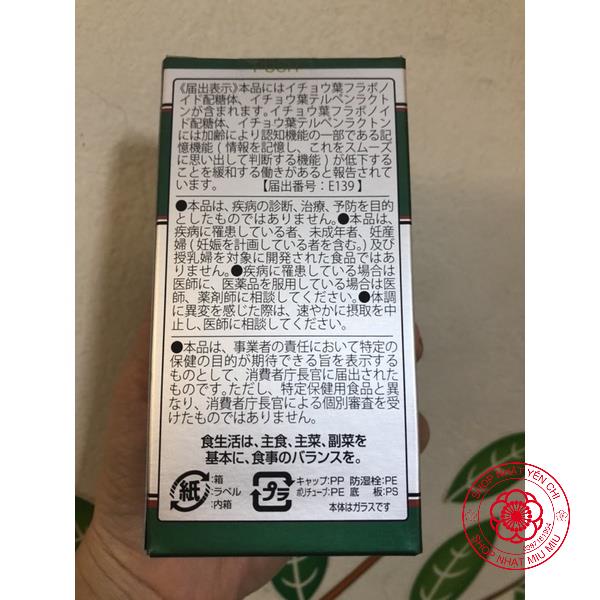 《届出表示》本品にはイチョウ葉フラボノ
イド配糖体、イチョウ葉テルペンラクト
ンが含まれます。イチョウ葉フラボノイ
ド配糖体、イチョウ葉テルペンラクトン
には加齢により認知機能の一部である記
憶機能(情報を記憶し、これをスムーズ
に思い出して判断する機能)が低下する
ことを緩和する働きがあると報告されて
います。【届出番号:E139】
●本品は、疾病の診断、治療、予防を目的
としたものではありません。●本品は、
疾病に罹患している者、未成年者、妊産
婦(妊娠を計画している者を含む。)及び
授乳婦を対象に開発された食品ではあ
りません。●疾病に罹患している場合は
医師に、医薬品を服用している場合は医
師、薬剤師に相談してください。●体調
に異変を感じた際は、速やかに摂取を中
止し、医師に相談してください。
●本品は、事業者の責任において特定の
保健の目的が期待できる旨を表示する
ものとして、消費者庁長官に届出された
ものです。ただし、特定保健用食品と異
なり、消費者庁長官による個別審査を受
けたものではありません。
食生活は、主食、主菜、副菜を
基本に、食事のバランスを。
紙 :箱
:ラベル
:内箱
プラ キャップ:PP 防湿栓:PE
ポリチューブ:PE 底板:PS
本体はガラスです
SHOP NHẬT YẾN CHI
SHOP NHẬT MIU MIU